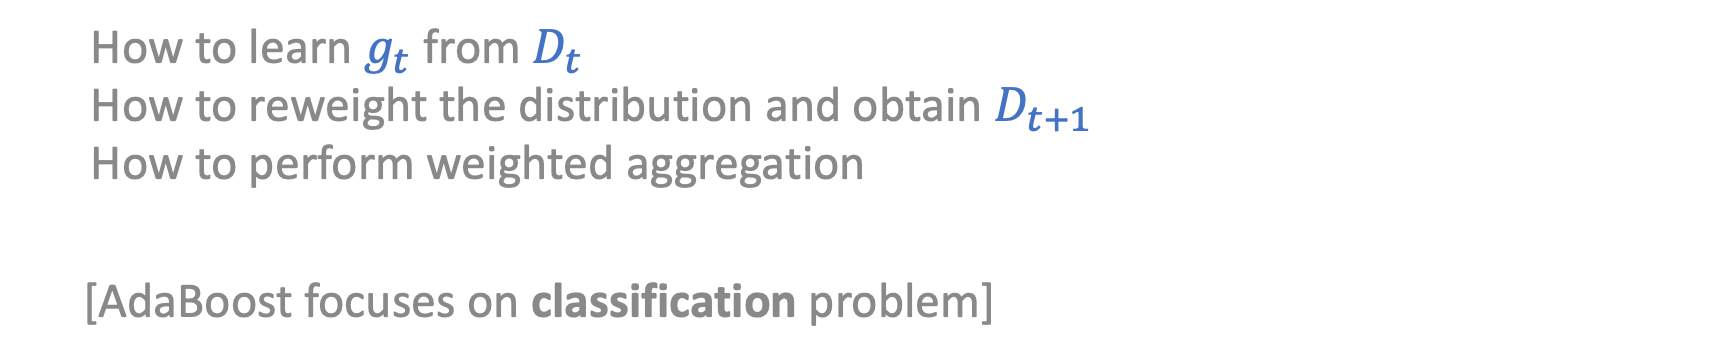 How to learn g_t from D_t
How to reweight the distribution and obtain D_{t+1}
How to perform weighted aggregation
[AdaBoost focuses on classification problem]